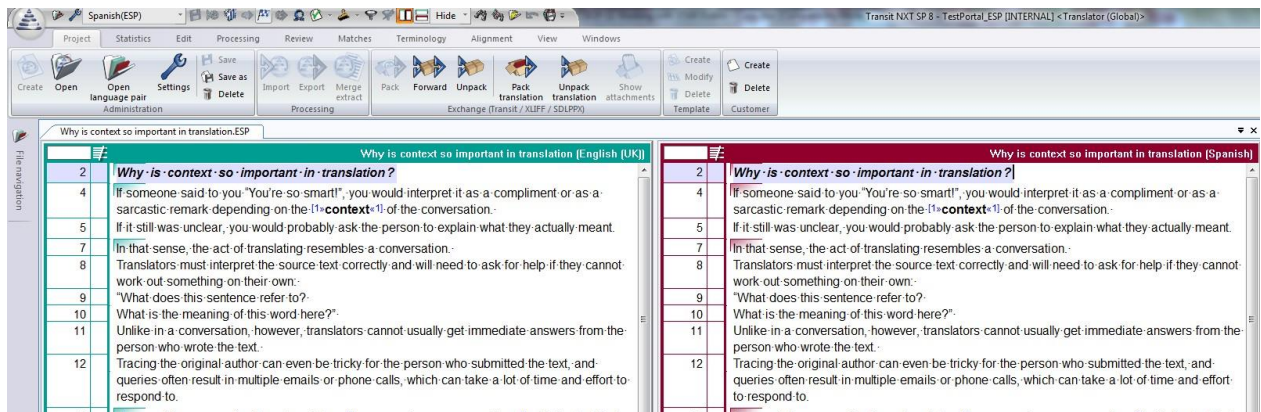 Spanish(ESP) Hide Transit NXT SP 8 - TestPortal_ESP [INTERNAL] <Translator (Global)>
Project Statistics Edit Processing Review Matches Terminology Alignment View Windows
Create Open Open language pair Settings Save Save as Delete Import Export Merge extract Pack Forward Unpack Pack translation Unpack translation Show attachments Create Modify Delete Create Delete
Administration Processing Exchange (Transit / XLIFF / SDLPPX) Template Customer
Why is context so important in translation.ESP
File navigation
Why is context so important in translation [English (UK)]
2 Why·is·context·so·important·in·translation?
4 If·someone·said·to·you·"You're·so·smart!",·you·would·interpret·it·as·a·compliment·or·as·a·
sarcastic·remark·depending·on·the·[1»context«1]·of·the·conversation.·
5 If·it·still·was·unclear,·you·would·probably·ask·the·person·to·explain·what·they·actually·meant.
7 In·that·sense,·the·act·of·translating·resembles·a·conversation.·
8 Translators·must·interpret·the·source·text·correctly·and·will·need·to·ask·for·help·if·they·cannot·
work·out·something·on·their·own:·
9 "What·does·this·sentence·refer·to?·
10 What·is·the·meaning·of·this·word·here?"·
11 Unlike·in·a·conversation,·however,·translators·cannot·usually·get·immediate·answers·from·the·
person·who·wrote·the·text.·
12 Tracing·the·original·author·can·even·be·tricky·for·the·person·who·submitted·the·text,·and·
queries·often·result·in·multiple·emails·or·phone·calls,·which·can·take·a·lot·of·time·and·effort·to·
respond·to.
Why is context so important in translation (Spanish)
2 Why·is·context·so·important·in·translation?
4 If·someone·said·to·you·"You're·so·smart!",·you·would·interpret·it·as·a·compliment·or·as·a·
sarcastic·remark·depending·on·the·[1»context«1]·of·the·conversation.·
5 If·it·still·was·unclear,·you·would·probably·ask·the·person·to·explain·what·they·actually·meant.
7 In·that·sense,·the·act·of·translating·resembles·a·conversation.·
8 Translators·must·interpret·the·source·text·correctly·and·will·need·to·ask·for·help·if·they·cannot·
work·out·something·on·their·own:·
9 "What·does·this·sentence·refer·to?·
10 What·is·the·meaning·of·this·word·here?"·
11 Unlike·in·a·conversation,·however,·translators·cannot·usually·get·immediate·answers·from·the·
person·who·wrote·the·text.·
12 Tracing·the·original·author·can·even·be·tricky·for·the·person·who·submitted·the·text,·and·
queries·often·result·in·multiple·emails·or·phone·calls,·which·can·take·a·lot·of·time·and·effort·
to·respond·to.